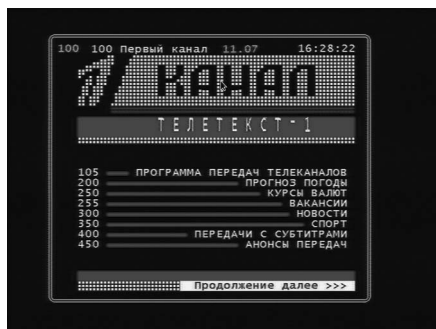 100 100 Первый канал 11.07 16:28:22
1 КАНАЛ
ТЕЛЕТЕКСТ-1
105 ПРОГРАММА ПЕРЕДАЧ ТЕЛЕКАНАЛОВ
200 ПРОГНОЗ ПОГОДЫ
250 КУРСЫ ВАЛЮТ
255 ВАКАНСИИ
300 НОВОСТИ
350 СПОРТ
400 ПЕРЕДАЧИ С СУБТИТРАМИ
450 АНОНСЫ ПЕРЕДАЧ
Продолжение далее >>>